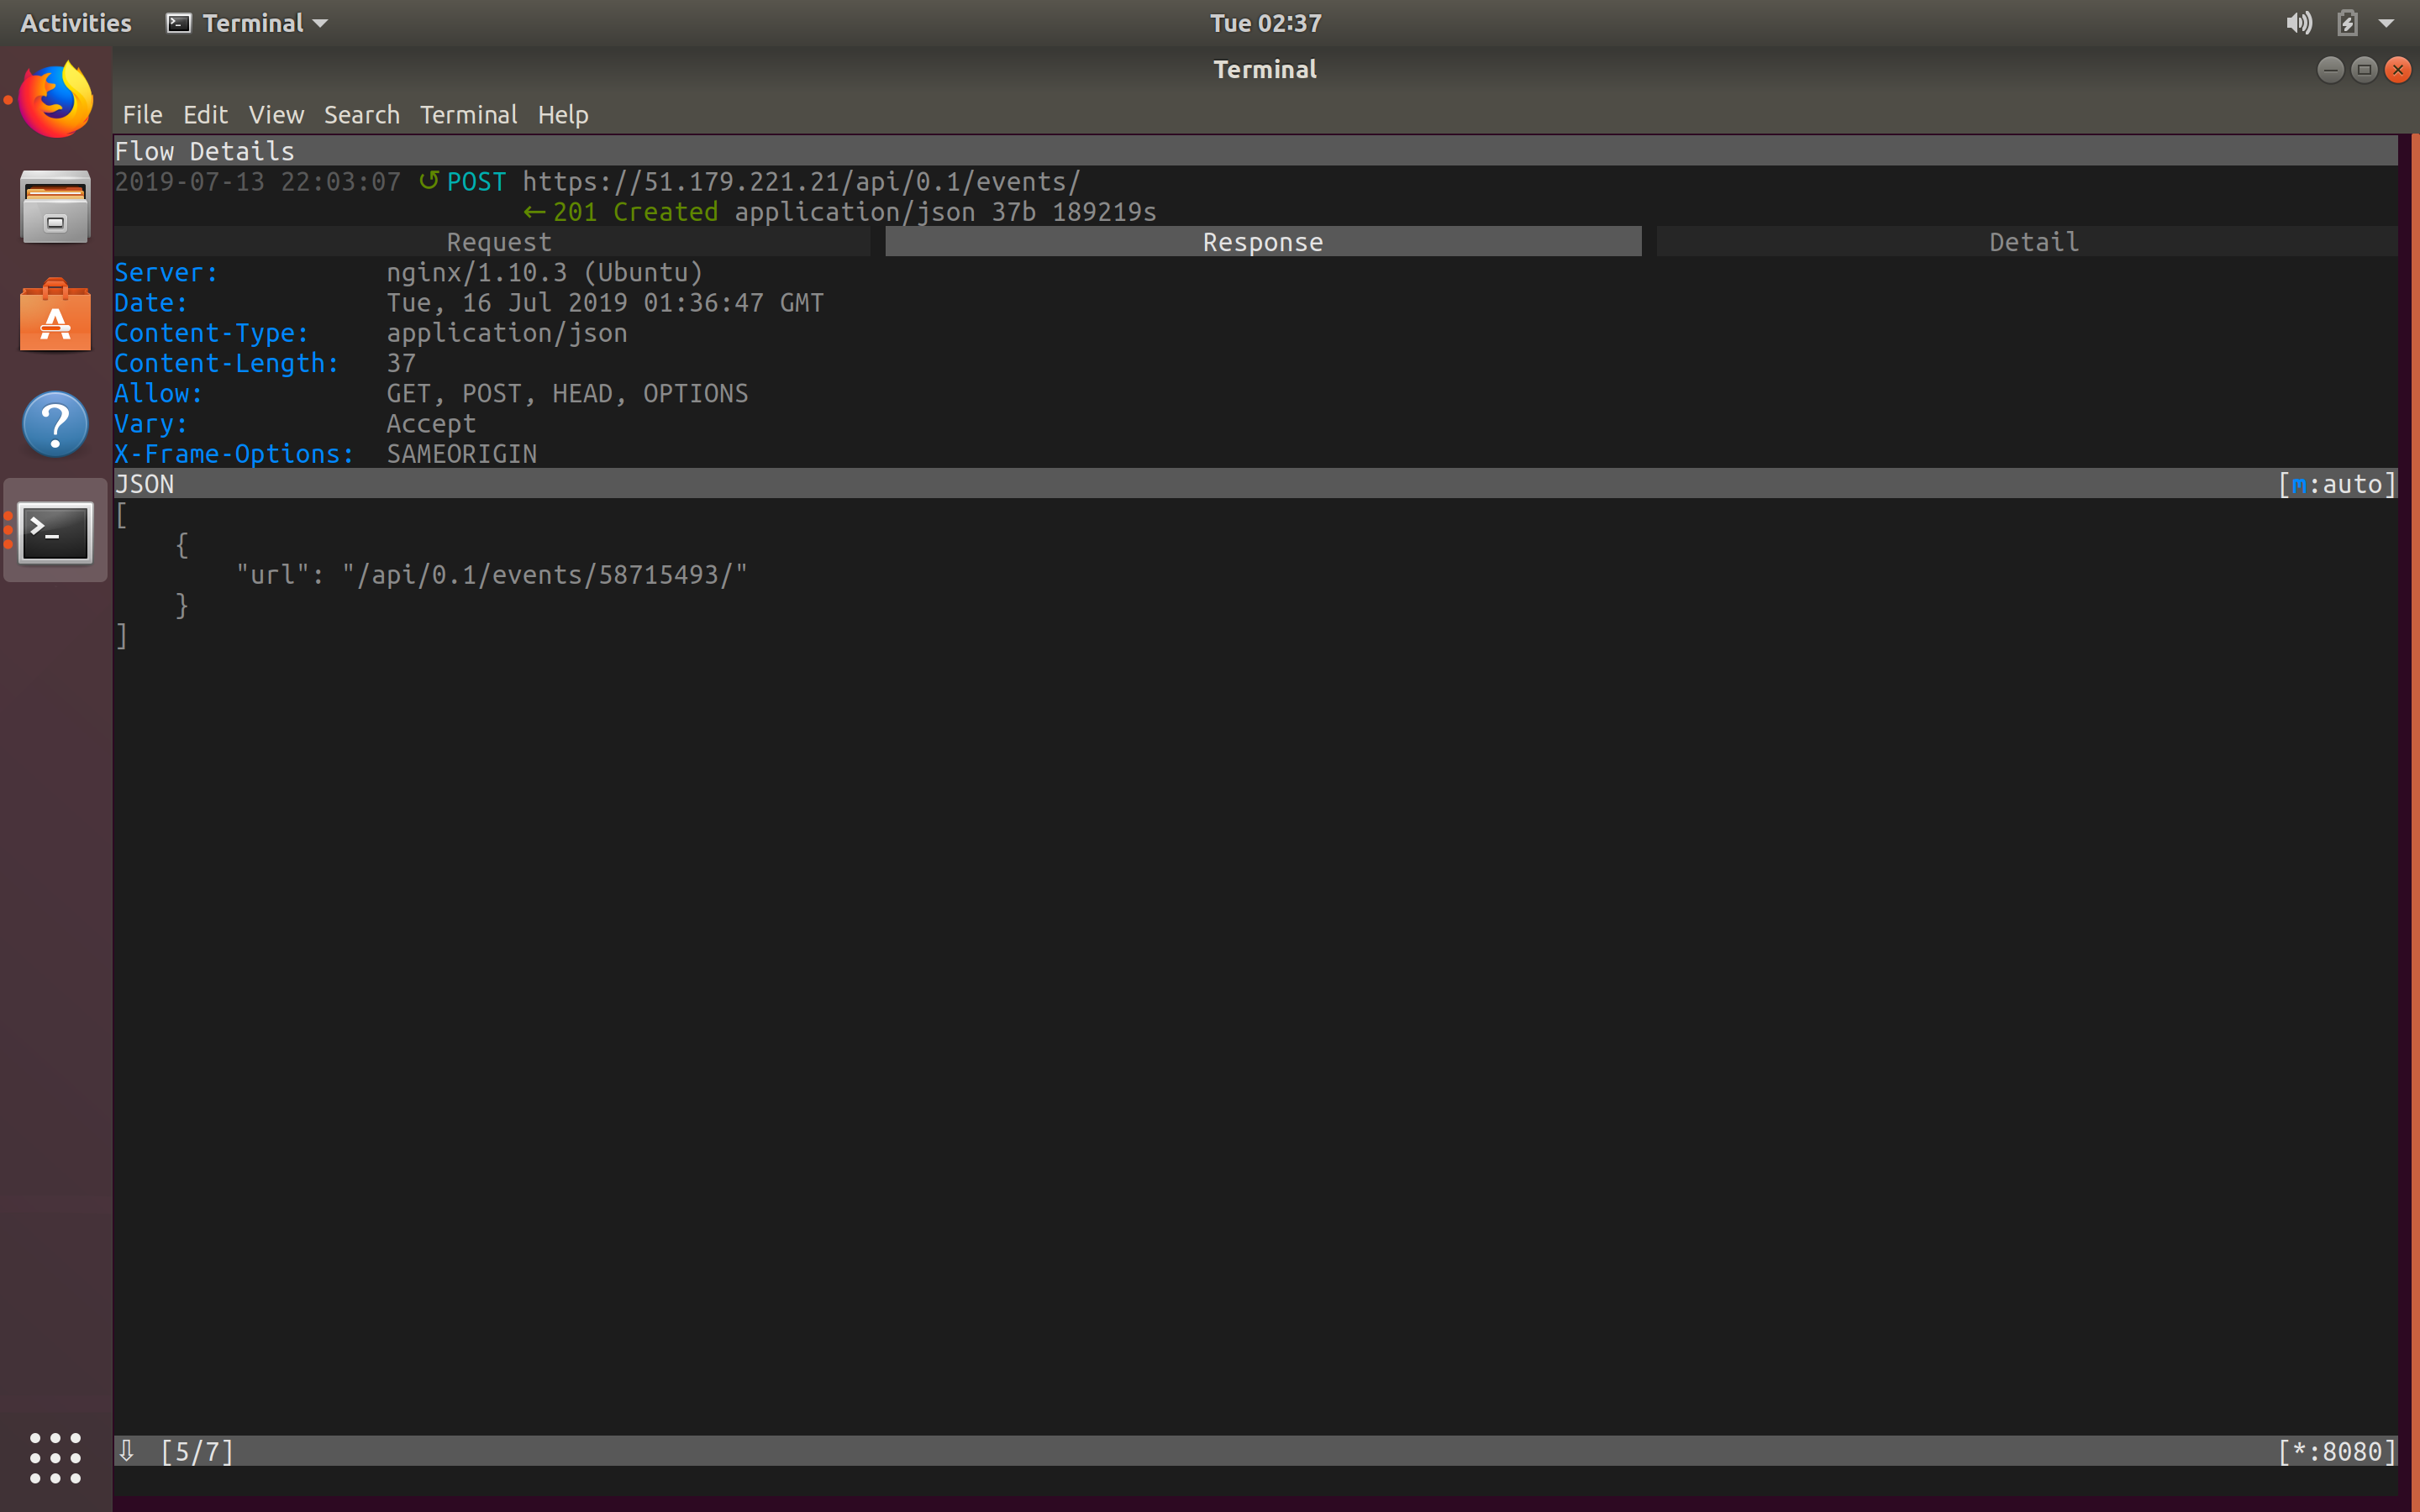 Activities Terminal Tue 02:37
Terminal
File Edit View Search Terminal Help
Flow Details
2019-07-13 22:03:07 ↺ POST https://51.179.221.21/api/0.1/events/
← 201 Created application/json 37b 189219s
Request Response Detail
Server: nginx/1.10.3 (Ubuntu)
Date: Tue, 16 Jul 2019 01:36:47 GMT
Content-Type: application/json
Content-Length: 37
Allow: GET, POST, HEAD, OPTIONS
Vary: Accept
X-Frame-Options: SAMEORIGIN
JSON [m:auto]
[
{
"url": "/api/0.1/events/58715493/"
}
]
⇩ [5/7] [*:8080]